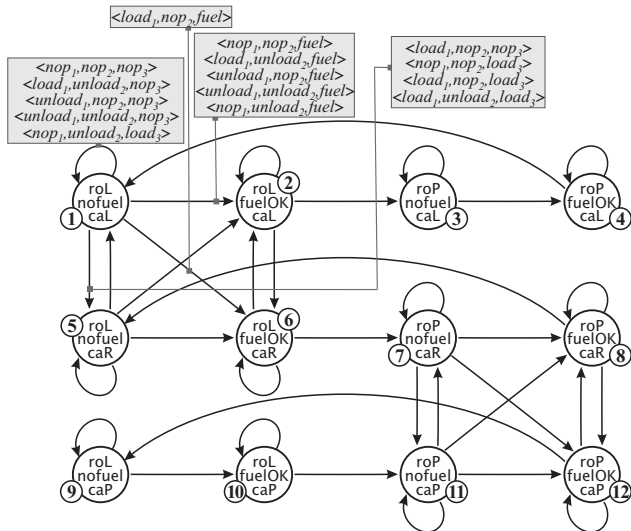 <load₁,nop₂,fuel>
<nop₁,nop₂,nop₃>
<load₁,unload₂,nop₃>
<unload₁,nop₂,nop₃>
<unload₁,unload₂,nop₃>
<nop₁,unload₂,load₃>
<nop₁,nop₂,fuel>
<load₁,unload₂,fuel>
<unload₁,nop₂,fuel>
<unload₁,unload₂,fuel>
<nop₁,unload₂,fuel>
<load₁,nop₂,nop₃>
<nop₁,nop₂,load₃>
<load₁,nop₂,load₃>
<load₁,unload₂,load₃>
roL
nofuel
caL
1
roL
fuelOK
caL
2
roP
nofuel
caL
3
roP
fuelOK
caL
4
roL
nofuel
caR
5
roL
fuelOK
caR
6
roP
nofuel
caR
7
roP
fuelOK
caR
8
roL
nofuel
caP
9
roL
fuelOK
caP
10
roP
nofuel
caP
11
roP
fuelOK
caP
12